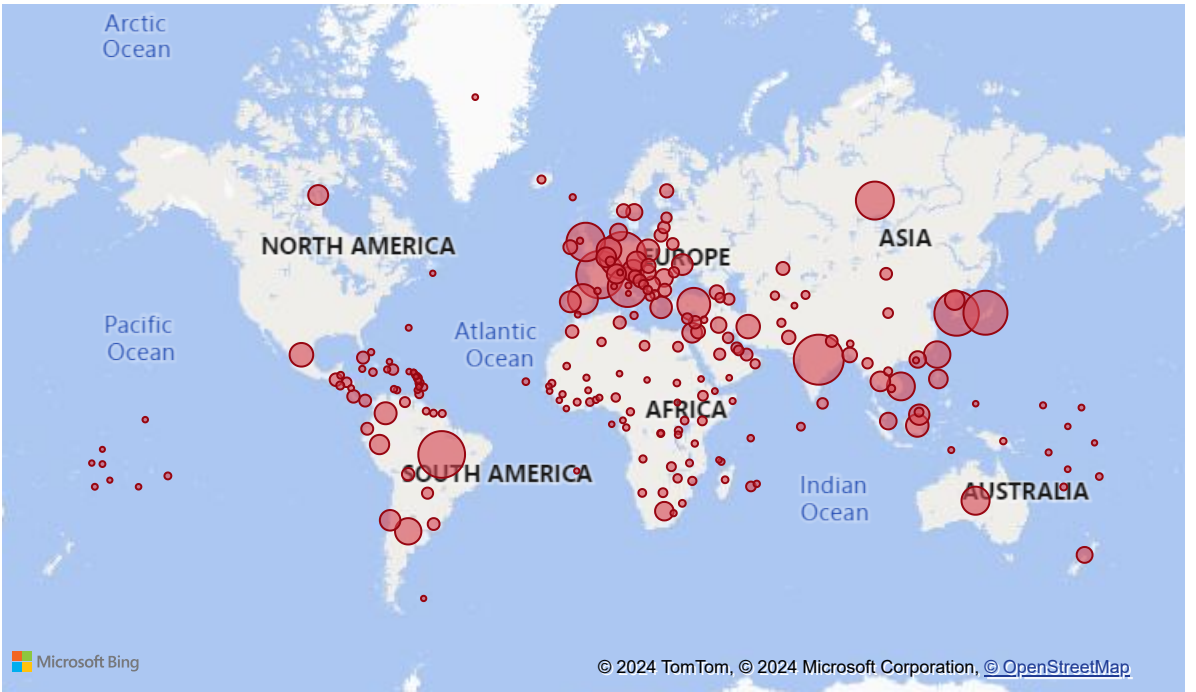 Arctic
Ocean
NORTH AMERICA
EUROPE
ASIA
Pacific
Ocean
Atlantic
Ocean
AFRICA
SOUTH AMERICA
Indian
Ocean
AUSTRALIA
Microsoft Bing
© 2024 TomTom, © 2024 Microsoft Corporation, © OpenStreetMap